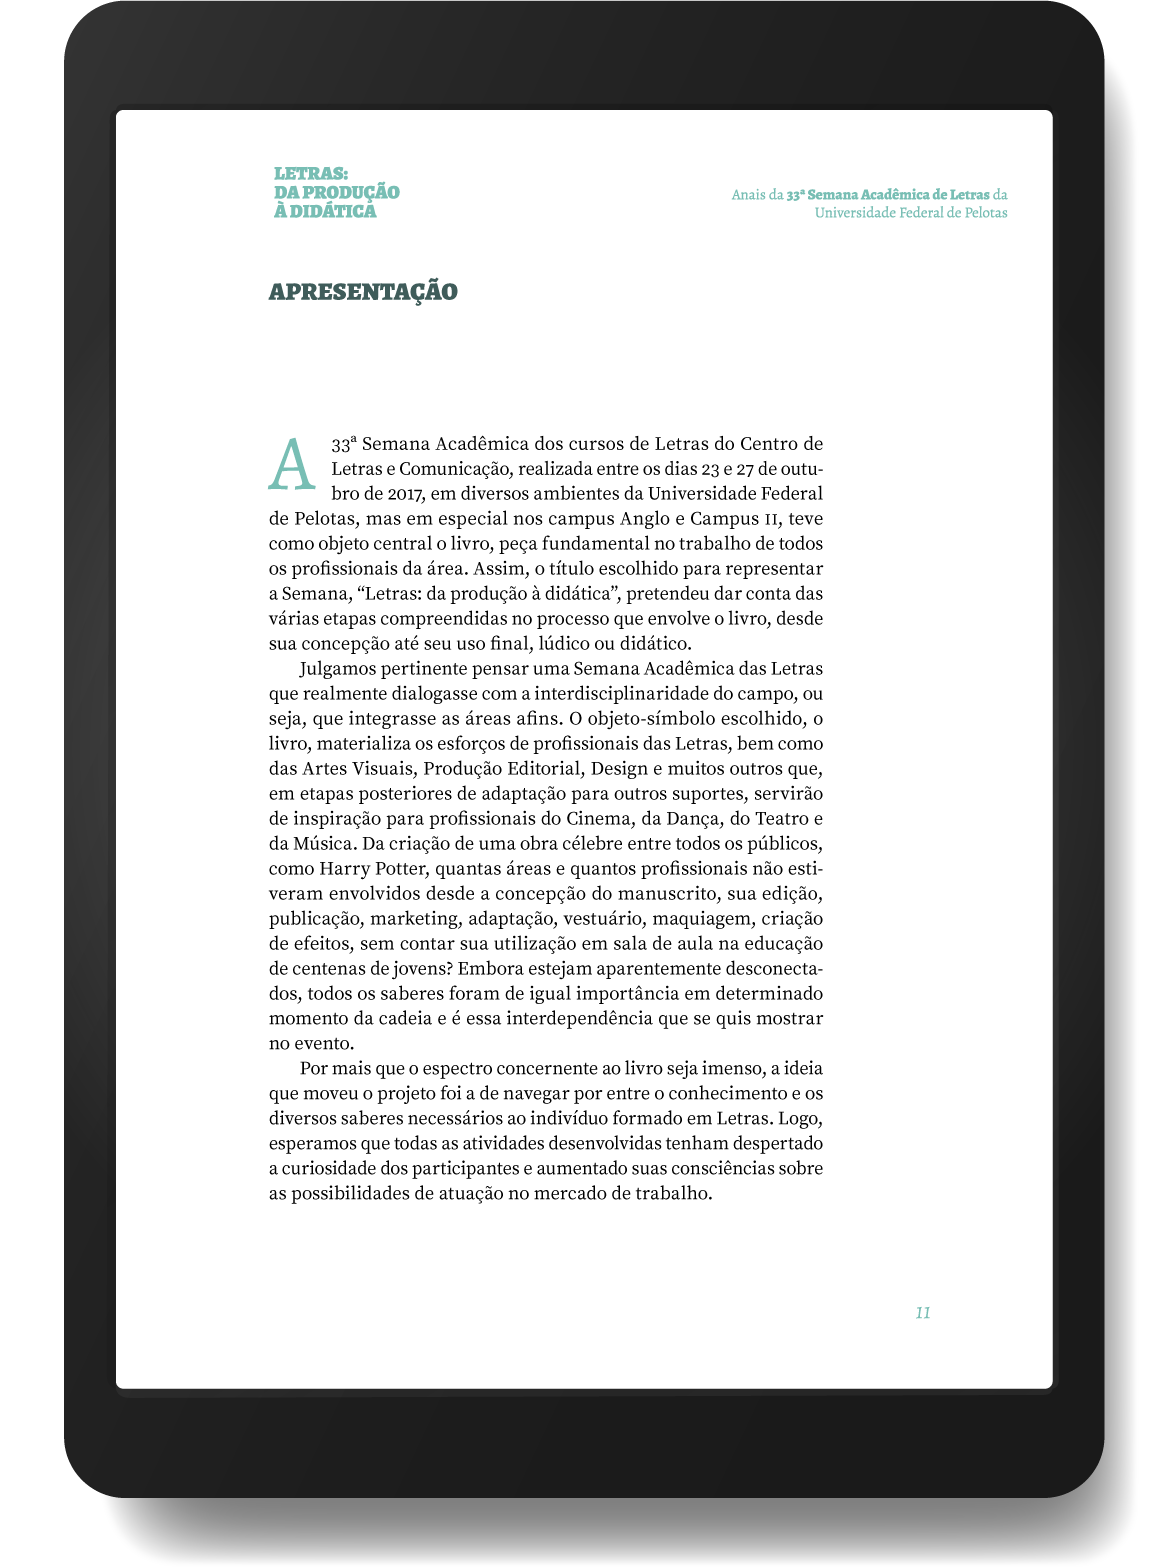 LETRAS:
DA PRODUÇÃO
À DIDÁTICA
Anais da 33ª Semana Acadêmica de Letras da
Universidade Federal de Pelotas
APRESENTAÇÃO
A 33ª Semana Acadêmica dos cursos de Letras do Centro de
Letras e Comunicação, realizada entre os dias 23 e 27 de outu-
bro de 2017, em diversos ambientes da Universidade Federal
de Pelotas, mas em especial nos campus Anglo e Campus II, teve
como objeto central o livro, peça fundamental no trabalho de todos
os profissionais da área. Assim, o título escolhido para representar
a Semana, “Letras: da produção à didática”, pretendeu dar conta das
várias etapas compreendidas no processo que envolve o livro, desde
sua concepção até seu uso final, lúdico ou didático.
Julgamos pertinente pensar uma Semana Acadêmica das Letras
que realmente dialogasse com a interdisciplinaridade do campo, ou
seja, que integrasse as áreas afins. O objeto-símbolo escolhido, o
livro, materializa os esforços de profissionais das Letras, bem como
das Artes Visuais, Produção Editorial, Design e muitos outros que,
em etapas posteriores de adaptação para outros suportes, servirão
de inspiração para profissionais do Cinema, da Dança, do Teatro e
da Música. Da criação de uma obra célebre entre todos os públicos,
como Harry Potter, quantas áreas e quantos profissionais não esti-
veram envolvidos desde a concepção do manuscrito, sua edição,
publicação, marketing, adaptação, vestuário, maquiagem, criação
de efeitos, sem contar sua utilização em sala de aula na educação
de centenas de jovens? Embora estejam aparentemente desconecta-
dos, todos os saberes foram de igual importância em determinado
momento da cadeia e é essa interdependência que se quis mostrar
no evento.
Por mais que o espectro concernente ao livro seja imenso, a ideia
que moveu o projeto foi a de navegar por entre o conhecimento e os
diversos saberes necessários ao indivíduo formado em Letras. Logo,
esperamos que todas as atividades desenvolvidas tenham despertado
a curiosidade dos participantes e aumentado suas consciências sobre
as possibilidades de atuação no mercado de trabalho.
11